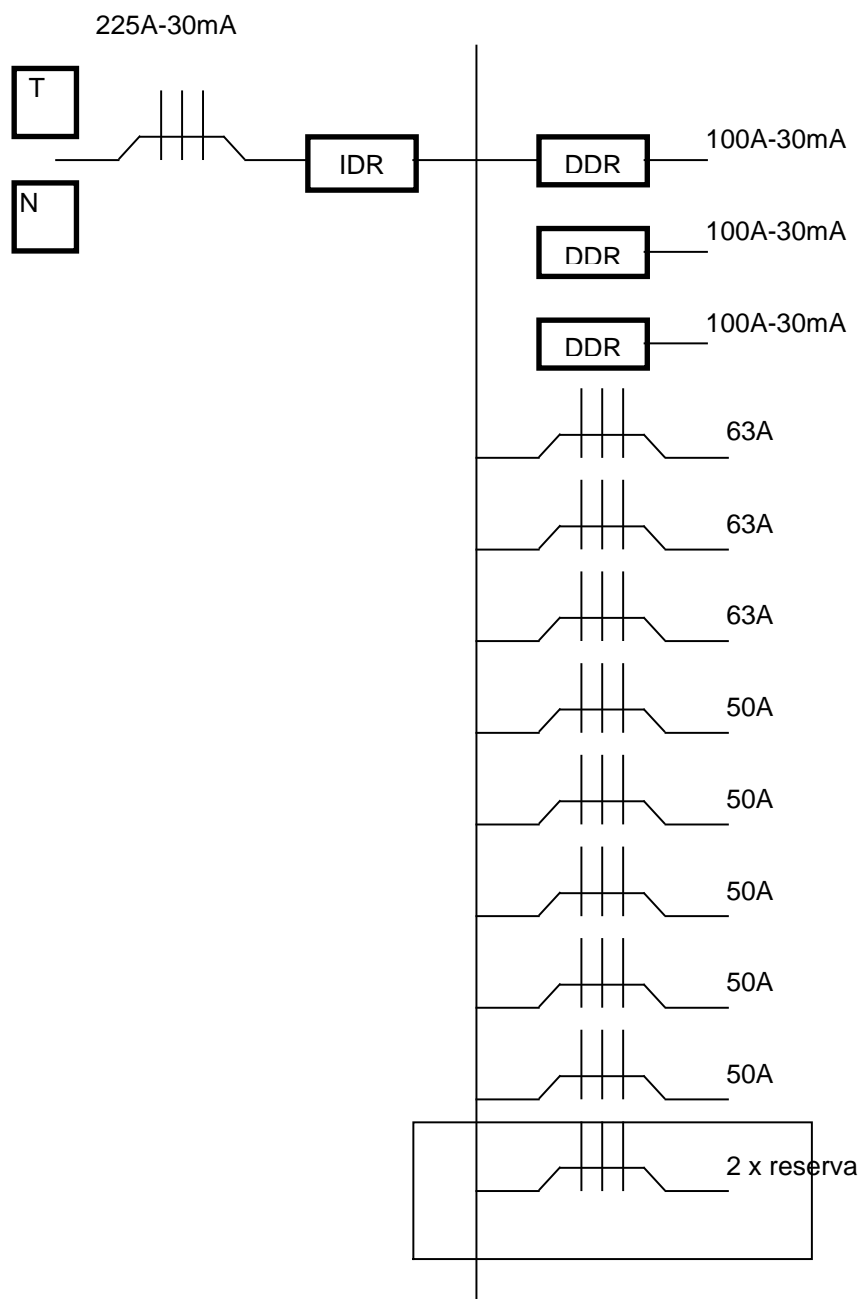 225A-30mA
T
IDR
DDR
100A-30mA
N
DDR
100A-30mA
DDR
100A-30mA
63A
63A
63A
50A
50A
50A
50A
50A
2 x reserva